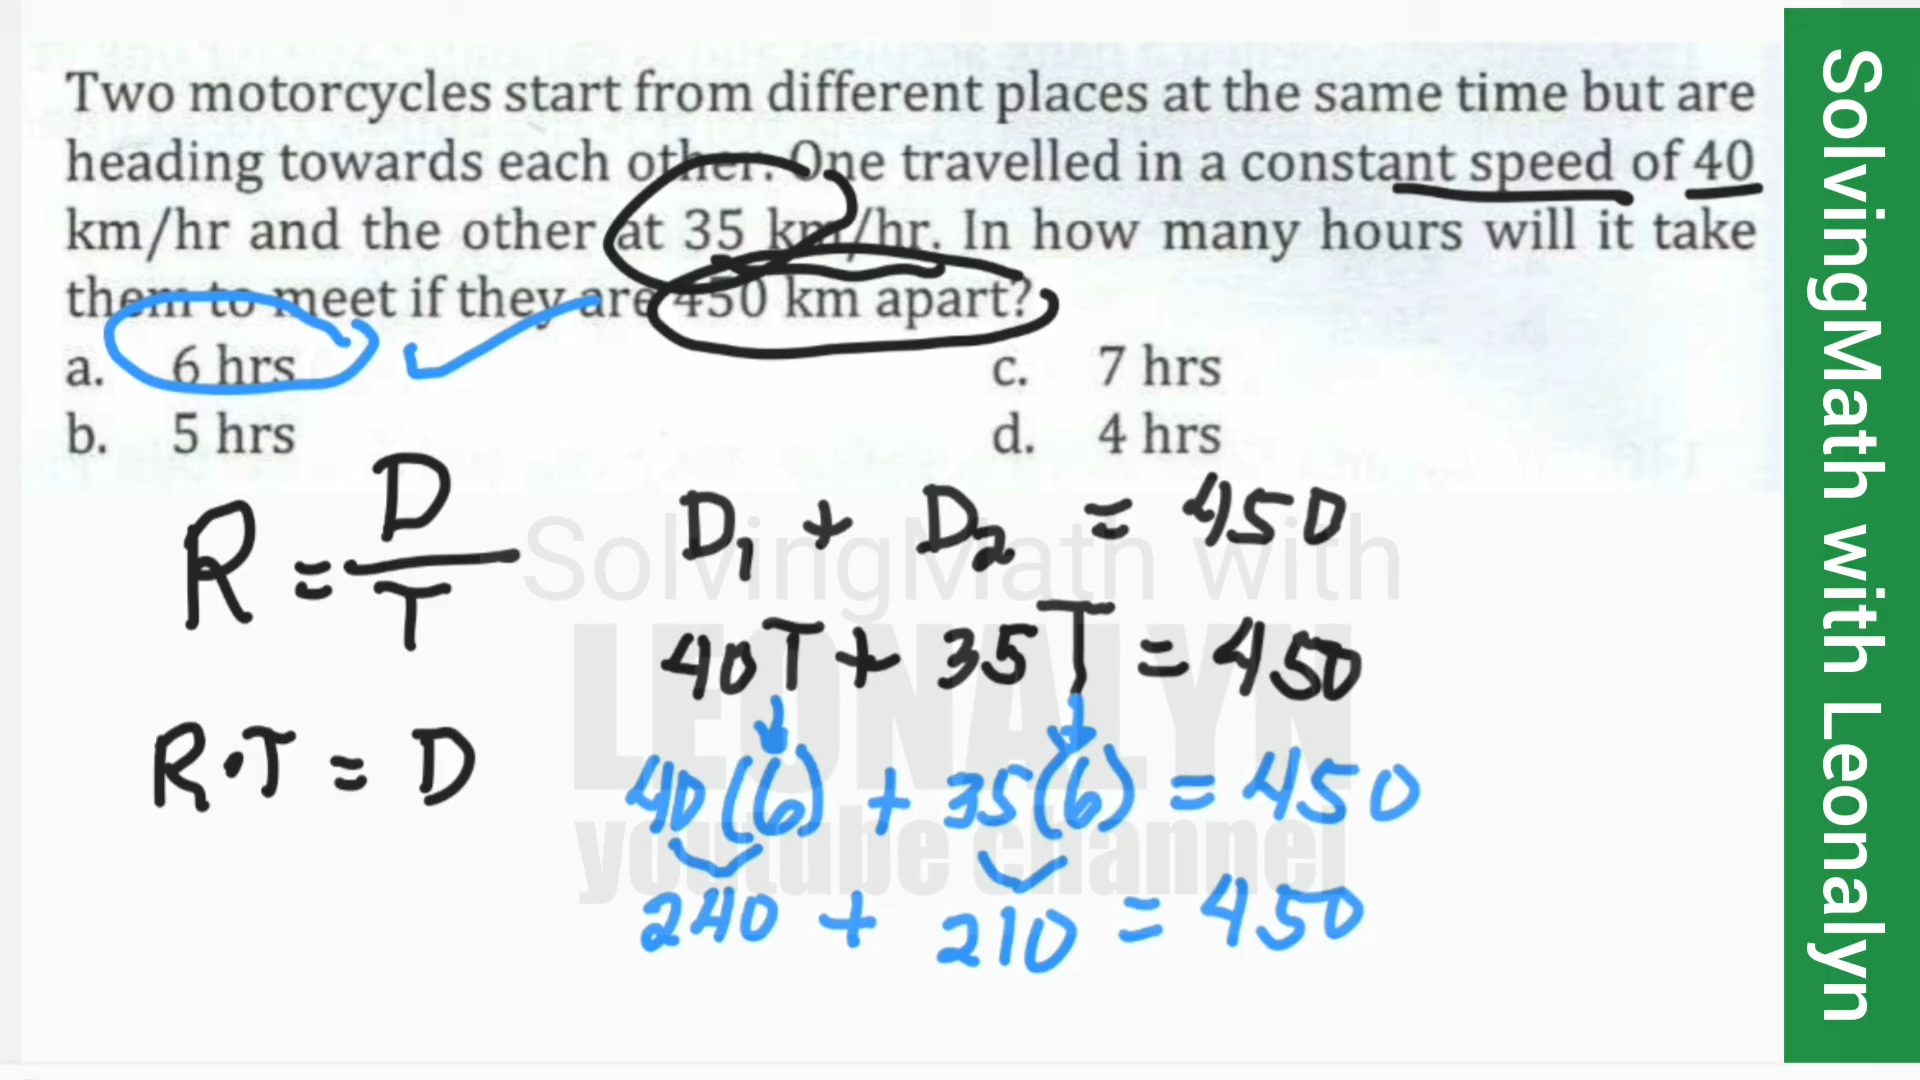 Two motorcycles start from different places at the same time but are
heading towards each other. One travelled in a constant speed of 40
km/hr and the other at 35 km/hr. In how many hours will it take
them to meet if they are 450 km apart?
a. 6 hrs
b. 5 hrs
c. 7 hrs
d. 4 hrs
R = D/T
R·T = D
D₁ + D₂ = 450
40T + 35T = 450
40(6) + 35(6) = 450
240 + 210 = 450
SolvingMath with
LEONALYN
youtube channel
SolvingMath with Leonalyn